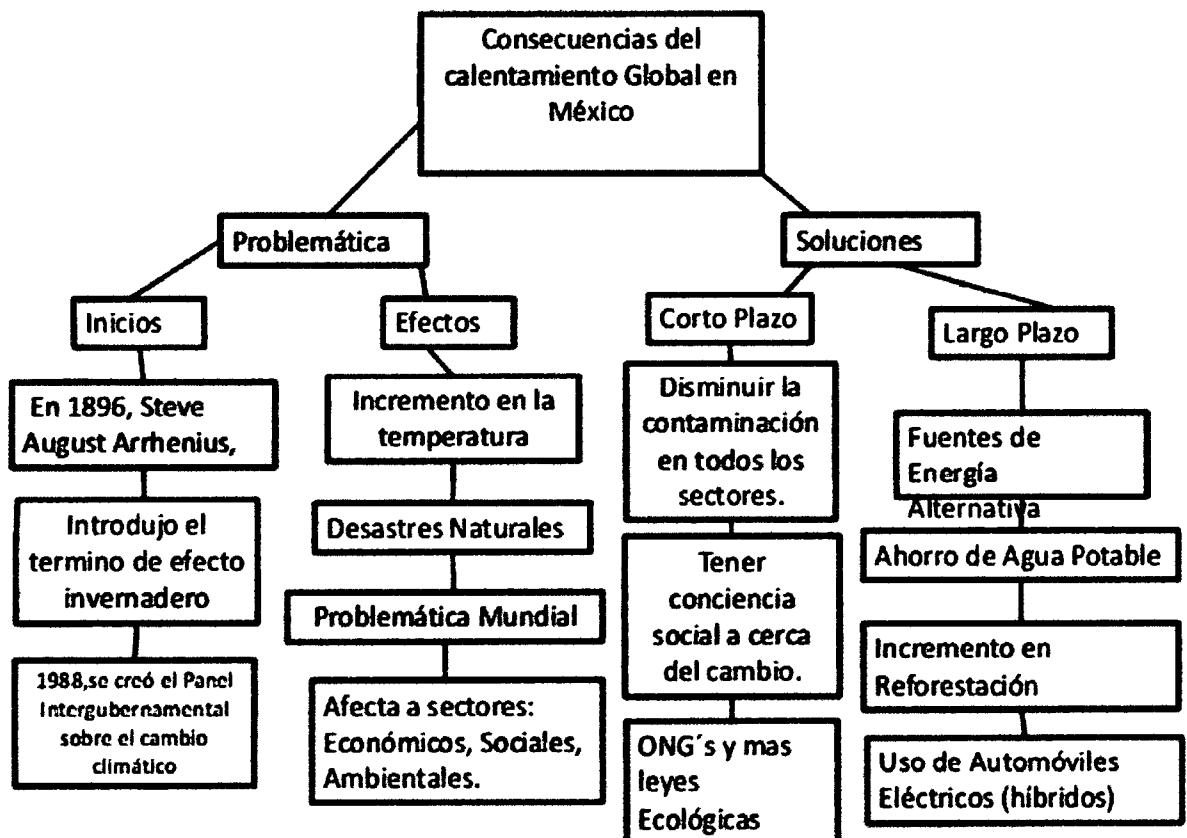 Consecuencias del
calentamiento Global en
México
Problemática
Soluciones
Inicios
Efectos
Corto Plazo
Largo Plazo
En 1896, Steve
August Arrhenius,
Introdujo el
termino de efecto
invernadero
1988,se creó el Panel
Intergubernamental
sobre el cambio
climático
Incremento en la
temperatura
Desastres Naturales
Problemática Mundial
Afecta a sectores:
Económicos, Sociales,
Ambientales.
Disminuir la
contaminación
en todos los
sectores.
Tener
conciencia
social a cerca
del cambio.
ONG´s y mas
leyes
Ecológicas
Fuentes de
Energía
Alternativa
Ahorro de Agua Potable
Incremento en
Reforestación
Uso de Automóviles
Eléctricos (híbridos)